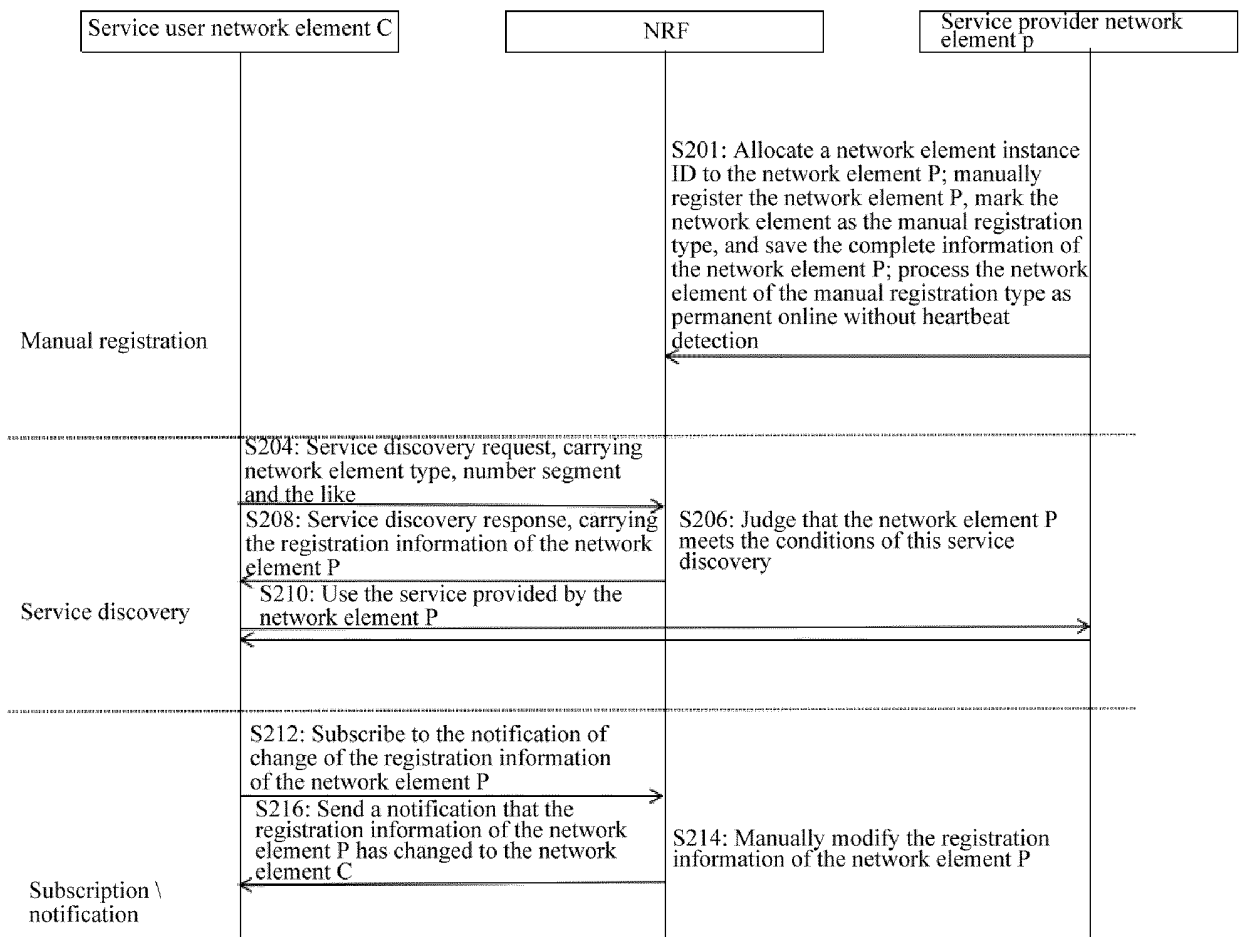 Service user network element C
NRF
Service provider network
element p
S201: Allocate a network element instance
ID to the network element P; manually
register the network element P, mark the
network element as the manual registration
type, and save the complete information of
the network element P; process the network
element of the manual registration type as
permanent online without heartbeat
detection
Manual registration
S204: Service discovery request, carrying
network element type, number segment
and the like
S208: Service discovery response, carrying
the registration information of the network
element P
S206: Judge that the network element P
meets the conditions of this service
discovery
S210: Use the service provided by the
network element P
Service discovery
S212: Subscribe to the notification of
change of the registration information
of the network element P
S216: Send a notification that the
registration information of the network
element P has changed to the network
element C
S214: Manually modify the registration
information of the network element P
Subscription \
notification